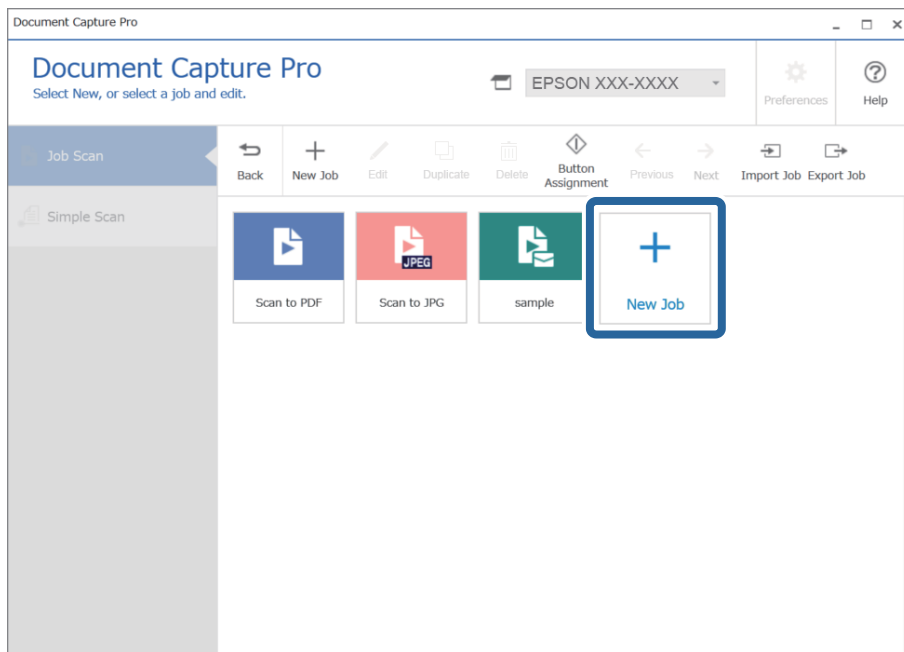 Document Capture Pro
Document Capture Pro
Select New, or select a job and edit.
EPSON XXX-XXXX
Preferences
Help
Job Scan
Simple Scan
Back
New Job
Edit
Duplicate
Delete
Button
Assignment
Previous
Next
Import Job
Export Job
Scan to PDF
JPEG
Scan to JPG
sample
New Job